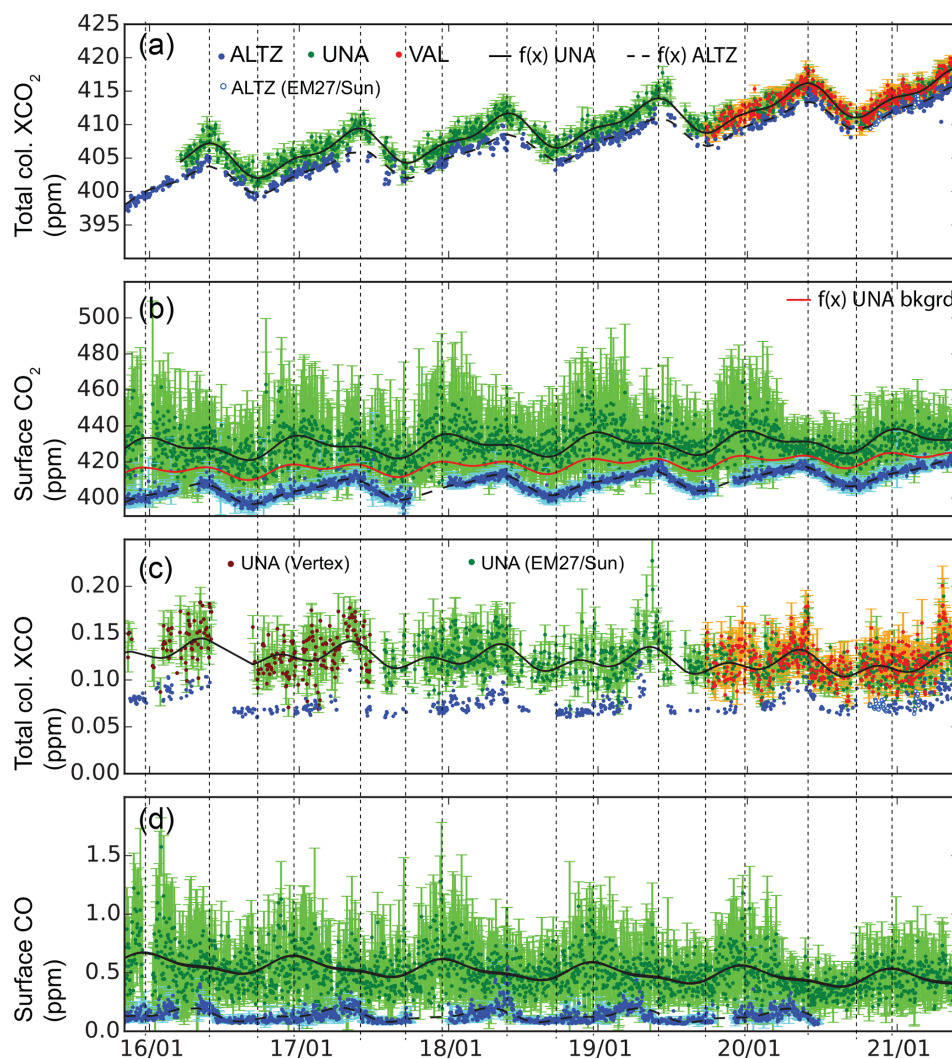 (a)
ALTZ UNA VAL f(x) UNA f(x) ALTZ
ALTZ (EM27/Sun)
Total col. XCO₂
(ppm)
425
420
415
410
405
400
395
(b)
f(x) UNA bkgrd
Surface CO₂
(ppm)
500
480
460
440
420
400
(c)
UNA (Vertex) UNA (EM27/Sun)
Total col. XCO
(ppm)
0.20
0.15
0.10
0.05
0.00
(d)
Surface CO
(ppm)
1.5
1.0
0.5
0.0
16/01 17/01 18/01 19/01 20/01 21/01